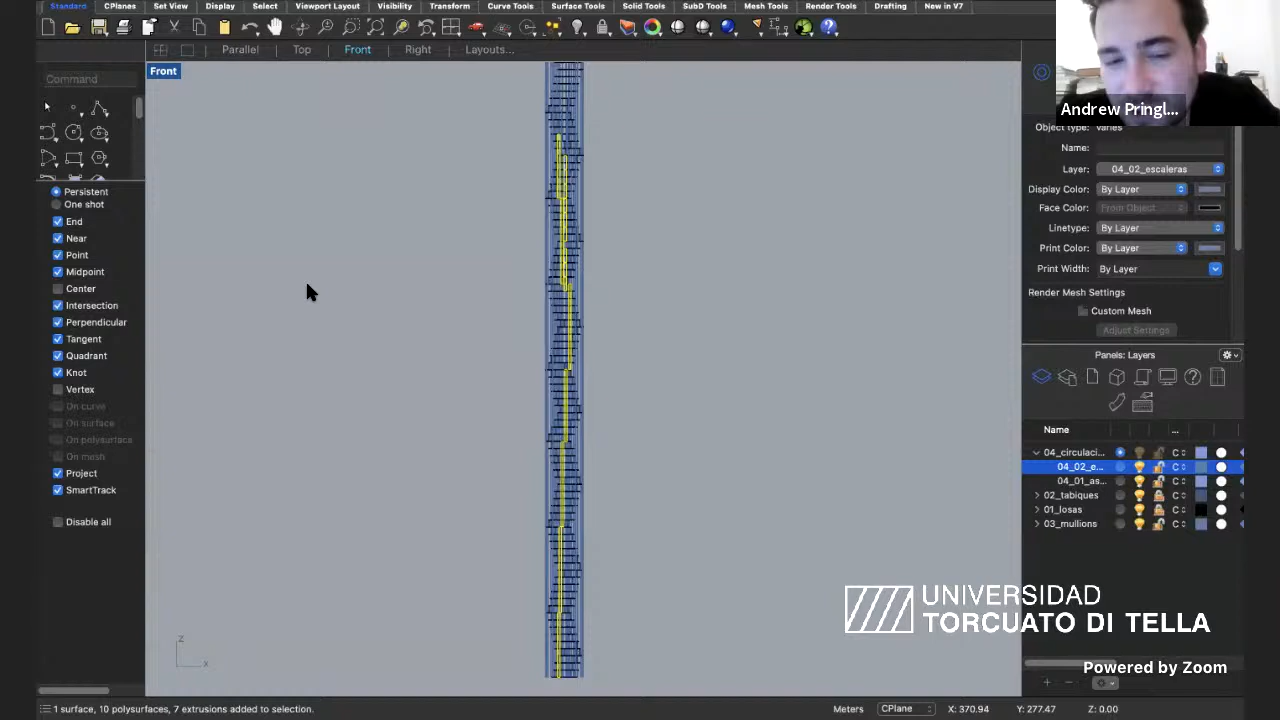 Standard CPlanes Set View Display Select Viewport Layout Visibility Transform Curve Tools Surface Tools Solid Tools SubD Tools Mesh Tools Render Tools Drafting New in V7
Parallel Top Front Right Layouts...
Front
Command
Persistent
One shot
End
Near
Point
Midpoint
Center
Intersection
Perpendicular
Tangent
Quadrant
Knot
Vertex
On curve
On surface
On polysurface
On mesh
Project
SmartTrack
Disable all
z
x
Andrew Pringl...
Object type: varies
Name:
Layer: 04_02_escaleras
Display Color: By Layer
Face Color: From Object
Linetype: By Layer
Print Color: By Layer
Print Width: By Layer
Render Mesh Settings
Custom Mesh
Adjust Settings
Panels: Layers
Name ...
04_circulaci... C
04_02_e... C
04_01_as... C
02_tabiques C
01_losas C
03_mullions C
UNIVERSIDAD
TORCUATO DI TELLA
Powered by Zoom
1 surface, 10 polysurfaces, 7 extrusions added to selection. Meters CPlane X: 370.94 Y: 277.47 Z: 0.00